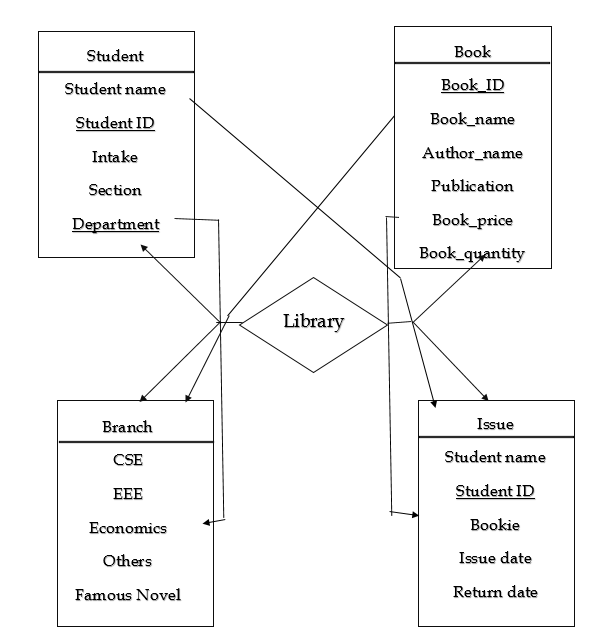 Student
Student name
Student ID
Intake
Section
Department
Book
Book_ID
Book_name
Author_name
Publication
Book_price
Book_quantity
Library
Branch
CSE
EEE
Economics
Others
Famous Novel
Issue
Student name
Student ID
Bookie
Issue date
Return date